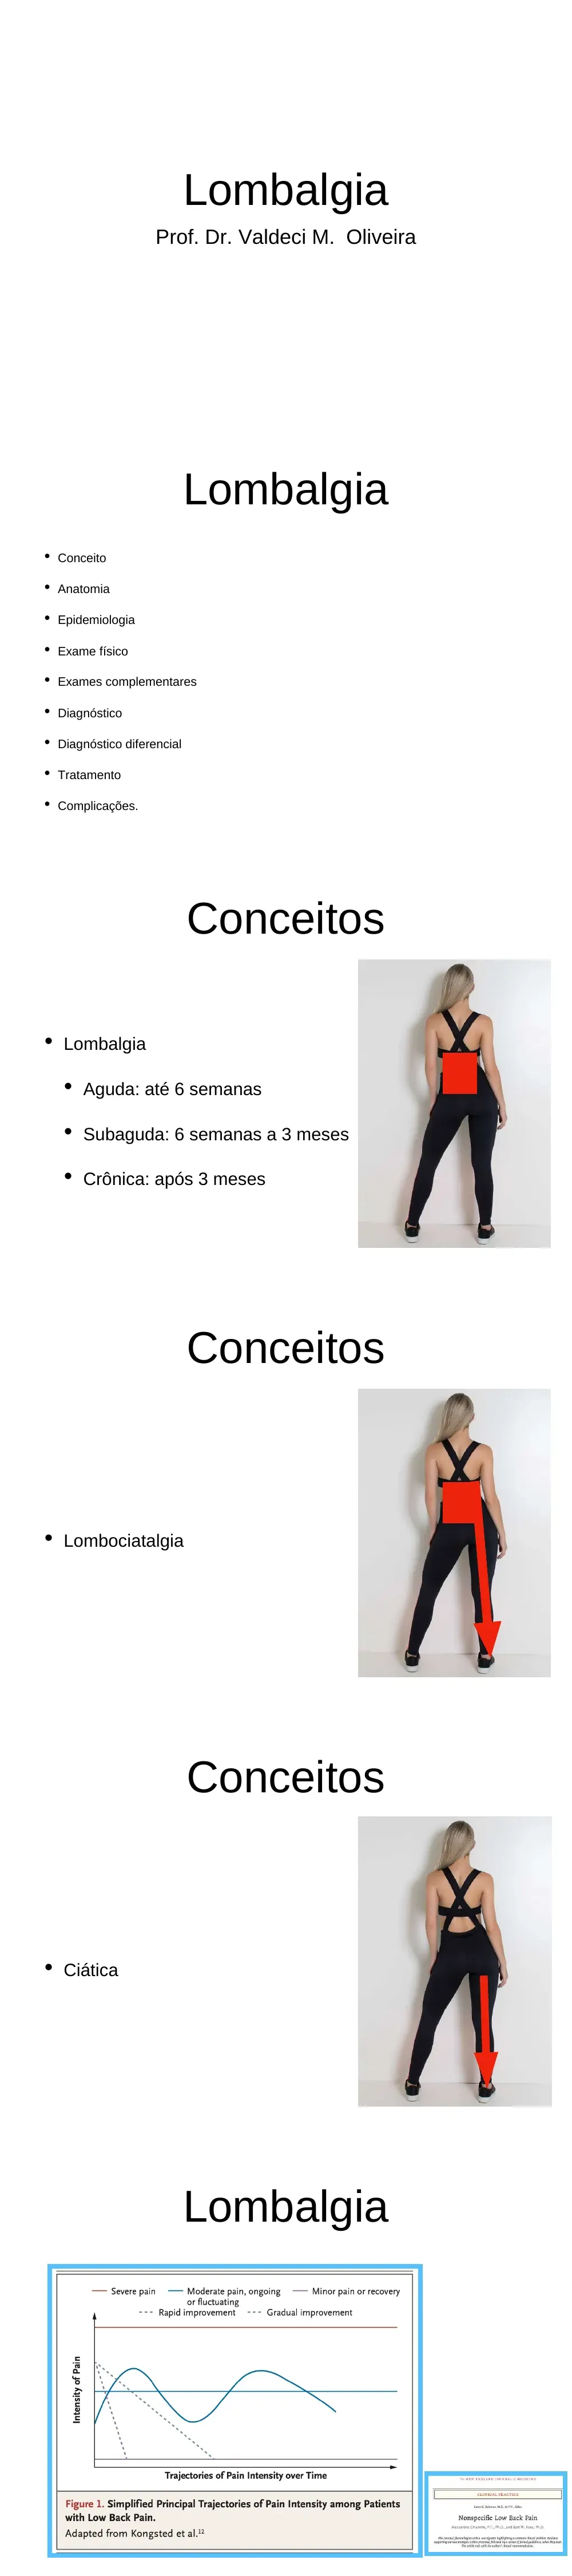 Lombalgia
Prof. Dr. Valdeci M. Oliveira
Lombalgia
• Conceito
• Anatomia
• Epidemiologia
• Exame físico
• Exames complementares
• Diagnóstico
• Diagnóstico diferencial
• Tratamento
• Complicações.
Conceitos
• Lombalgia
• Aguda: até 6 semanas
• Subaguda: 6 semanas a 3 meses
• Crônica: após 3 meses
Conceitos
• Lombociatalgia
Conceitos
• Ciática
Lombalgia
Severe pain
Moderate pain, ongoing
or fluctuating
Minor pain or recovery
Rapid improvement
Gradual improvement
Intensity of Pain
Trajectories of Pain Intensity over Time
Figure 1. Simplified Principal Trajectories of Pain Intensity among Patients
with Low Back Pain.
Adapted from Kongsted et al.12
CLINICAL PRACTICE
Nonspecific Low Back Pain